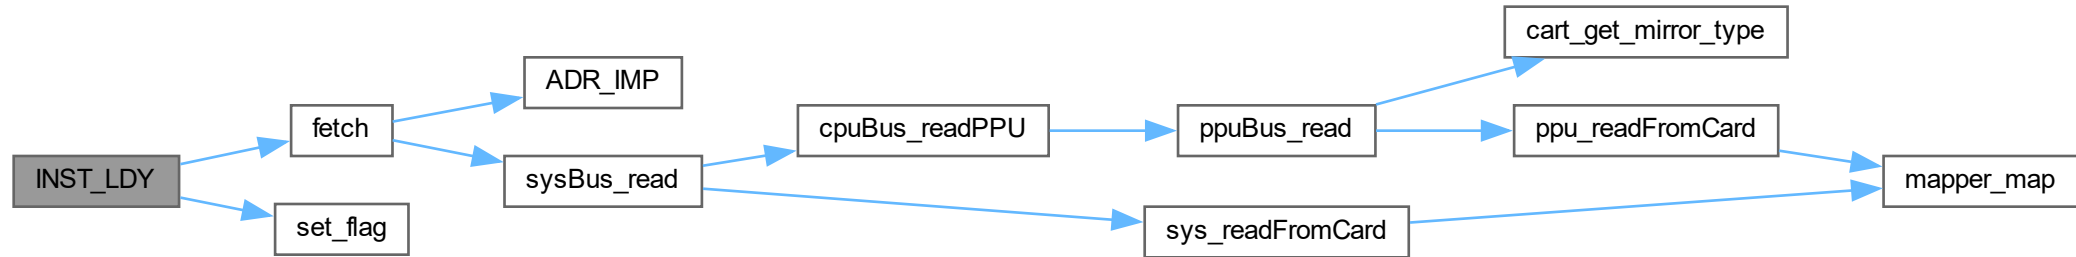 INST_LDY
fetch
set_flag
ADR_IMP
sysBus_read
cpuBus_readPPU
sys_readFromCard
ppuBus_read
cart_get_mirror_type
ppu_readFromCard
mapper_map